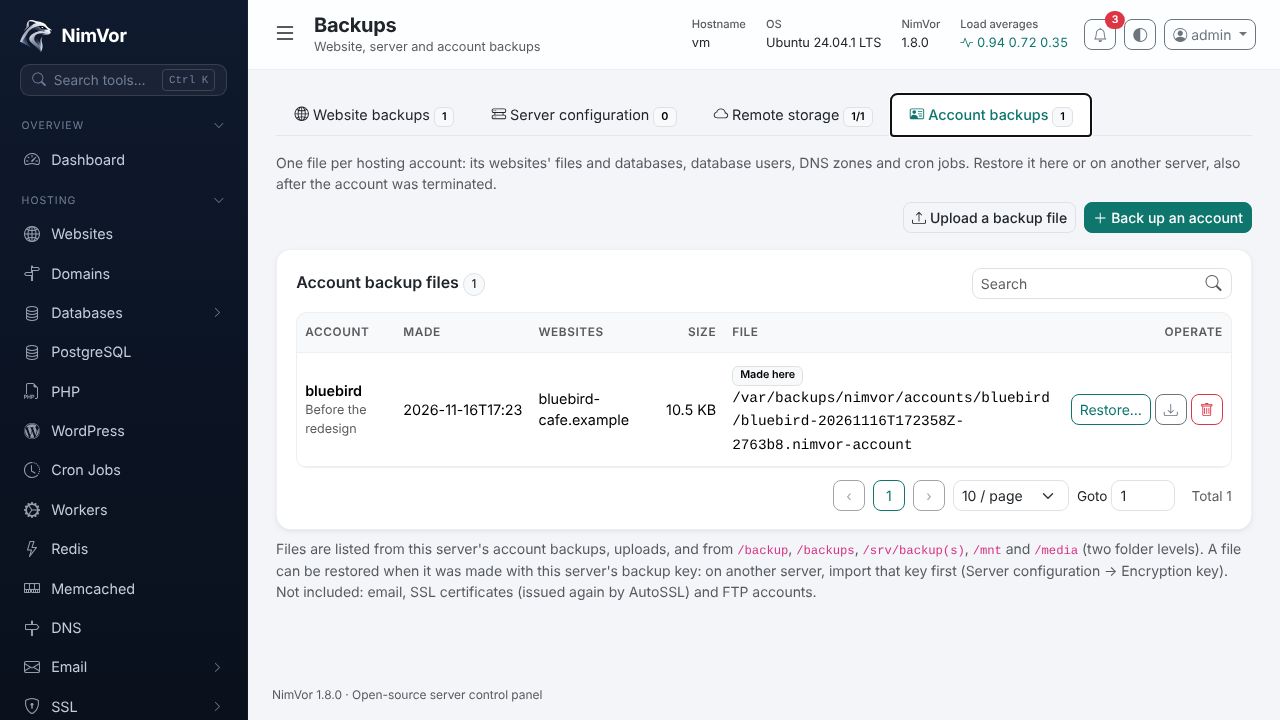 NimVor
Search tools... Ctrl K
OVERVIEW
Dashboard
HOSTING
Websites
Domains
Databases
PostgreSQL
PHP
WordPress
Cron Jobs
Workers
Redis
Memcached
DNS
Email
SSL
Backups
Website, server and account backups
Hostname
vm
OS
Ubuntu 24.04.1 LTS
NimVor
1.8.0
Load averages
0.94 0.72 0.35
3
admin
Website backups 1
Server configuration 0
Remote storage 1/1
Account backups 1
One file per hosting account: its websites' files and databases, database users, DNS zones and cron jobs. Restore it here or on another server, also
after the account was terminated.
Upload a backup file
+ Back up an account
Account backup files 1
Search
ACCOUNT MADE WEBSITES SIZE FILE OPERATE
bluebird
Before the
redesign
2026-11-16T17:23
bluebird-
cafe.example
10.5 KB
Made here
/var/backups/nimvor/accounts/bluebird
/bluebird-20261116T172358Z-
2763b8.nimvor-account
Restore...
‹ 1 › 10 / page Goto 1 Total 1
Files are listed from this server's account backups, uploads, and from /backup, /backups, /srv/backup(s), /mnt and /media (two folder levels). A file
can be restored when it was made with this server's backup key: on another server, import that key first (Server configuration → Encryption key).
Not included: email, SSL certificates (issued again by AutoSSL) and FTP accounts.
NimVor 1.8.0 · Open-source server control panel